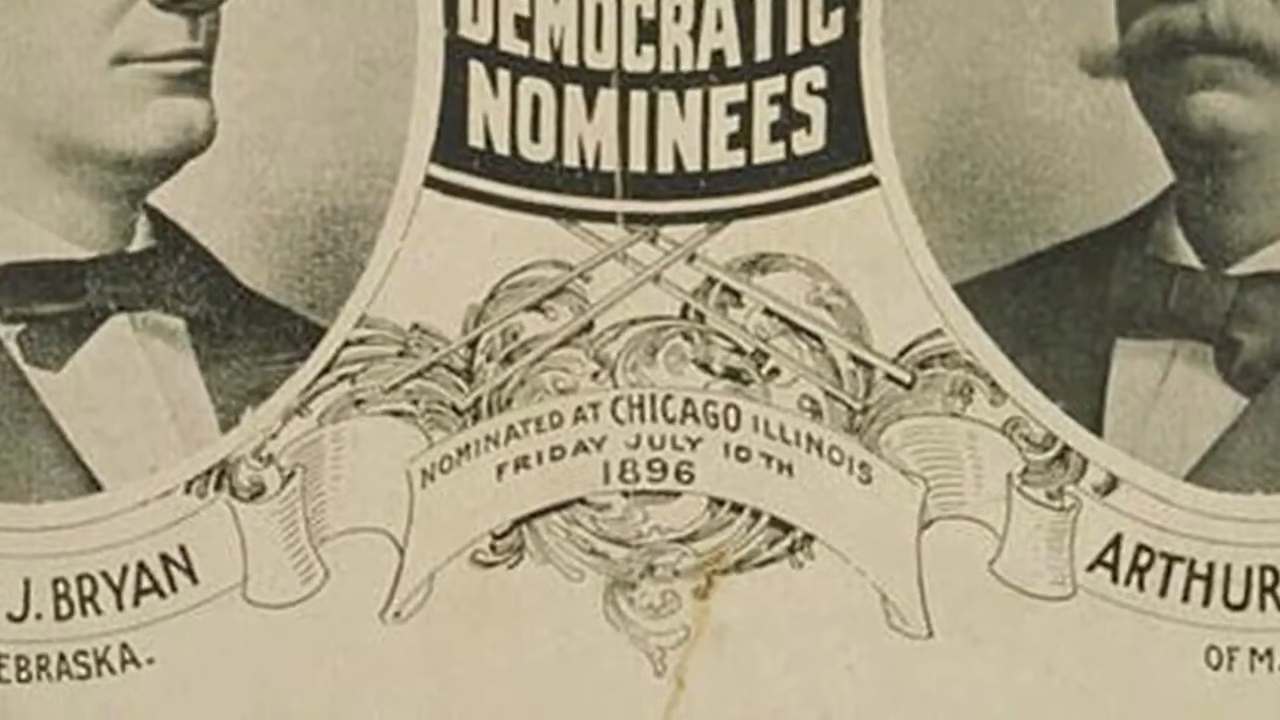 DEMOCRATIC
NOMINEES
NOMINATED AT CHICAGO ILLINOIS
FRIDAY JULY 10TH
1896
J. BRYAN
EBRASKA.
ARTHUR
OF M